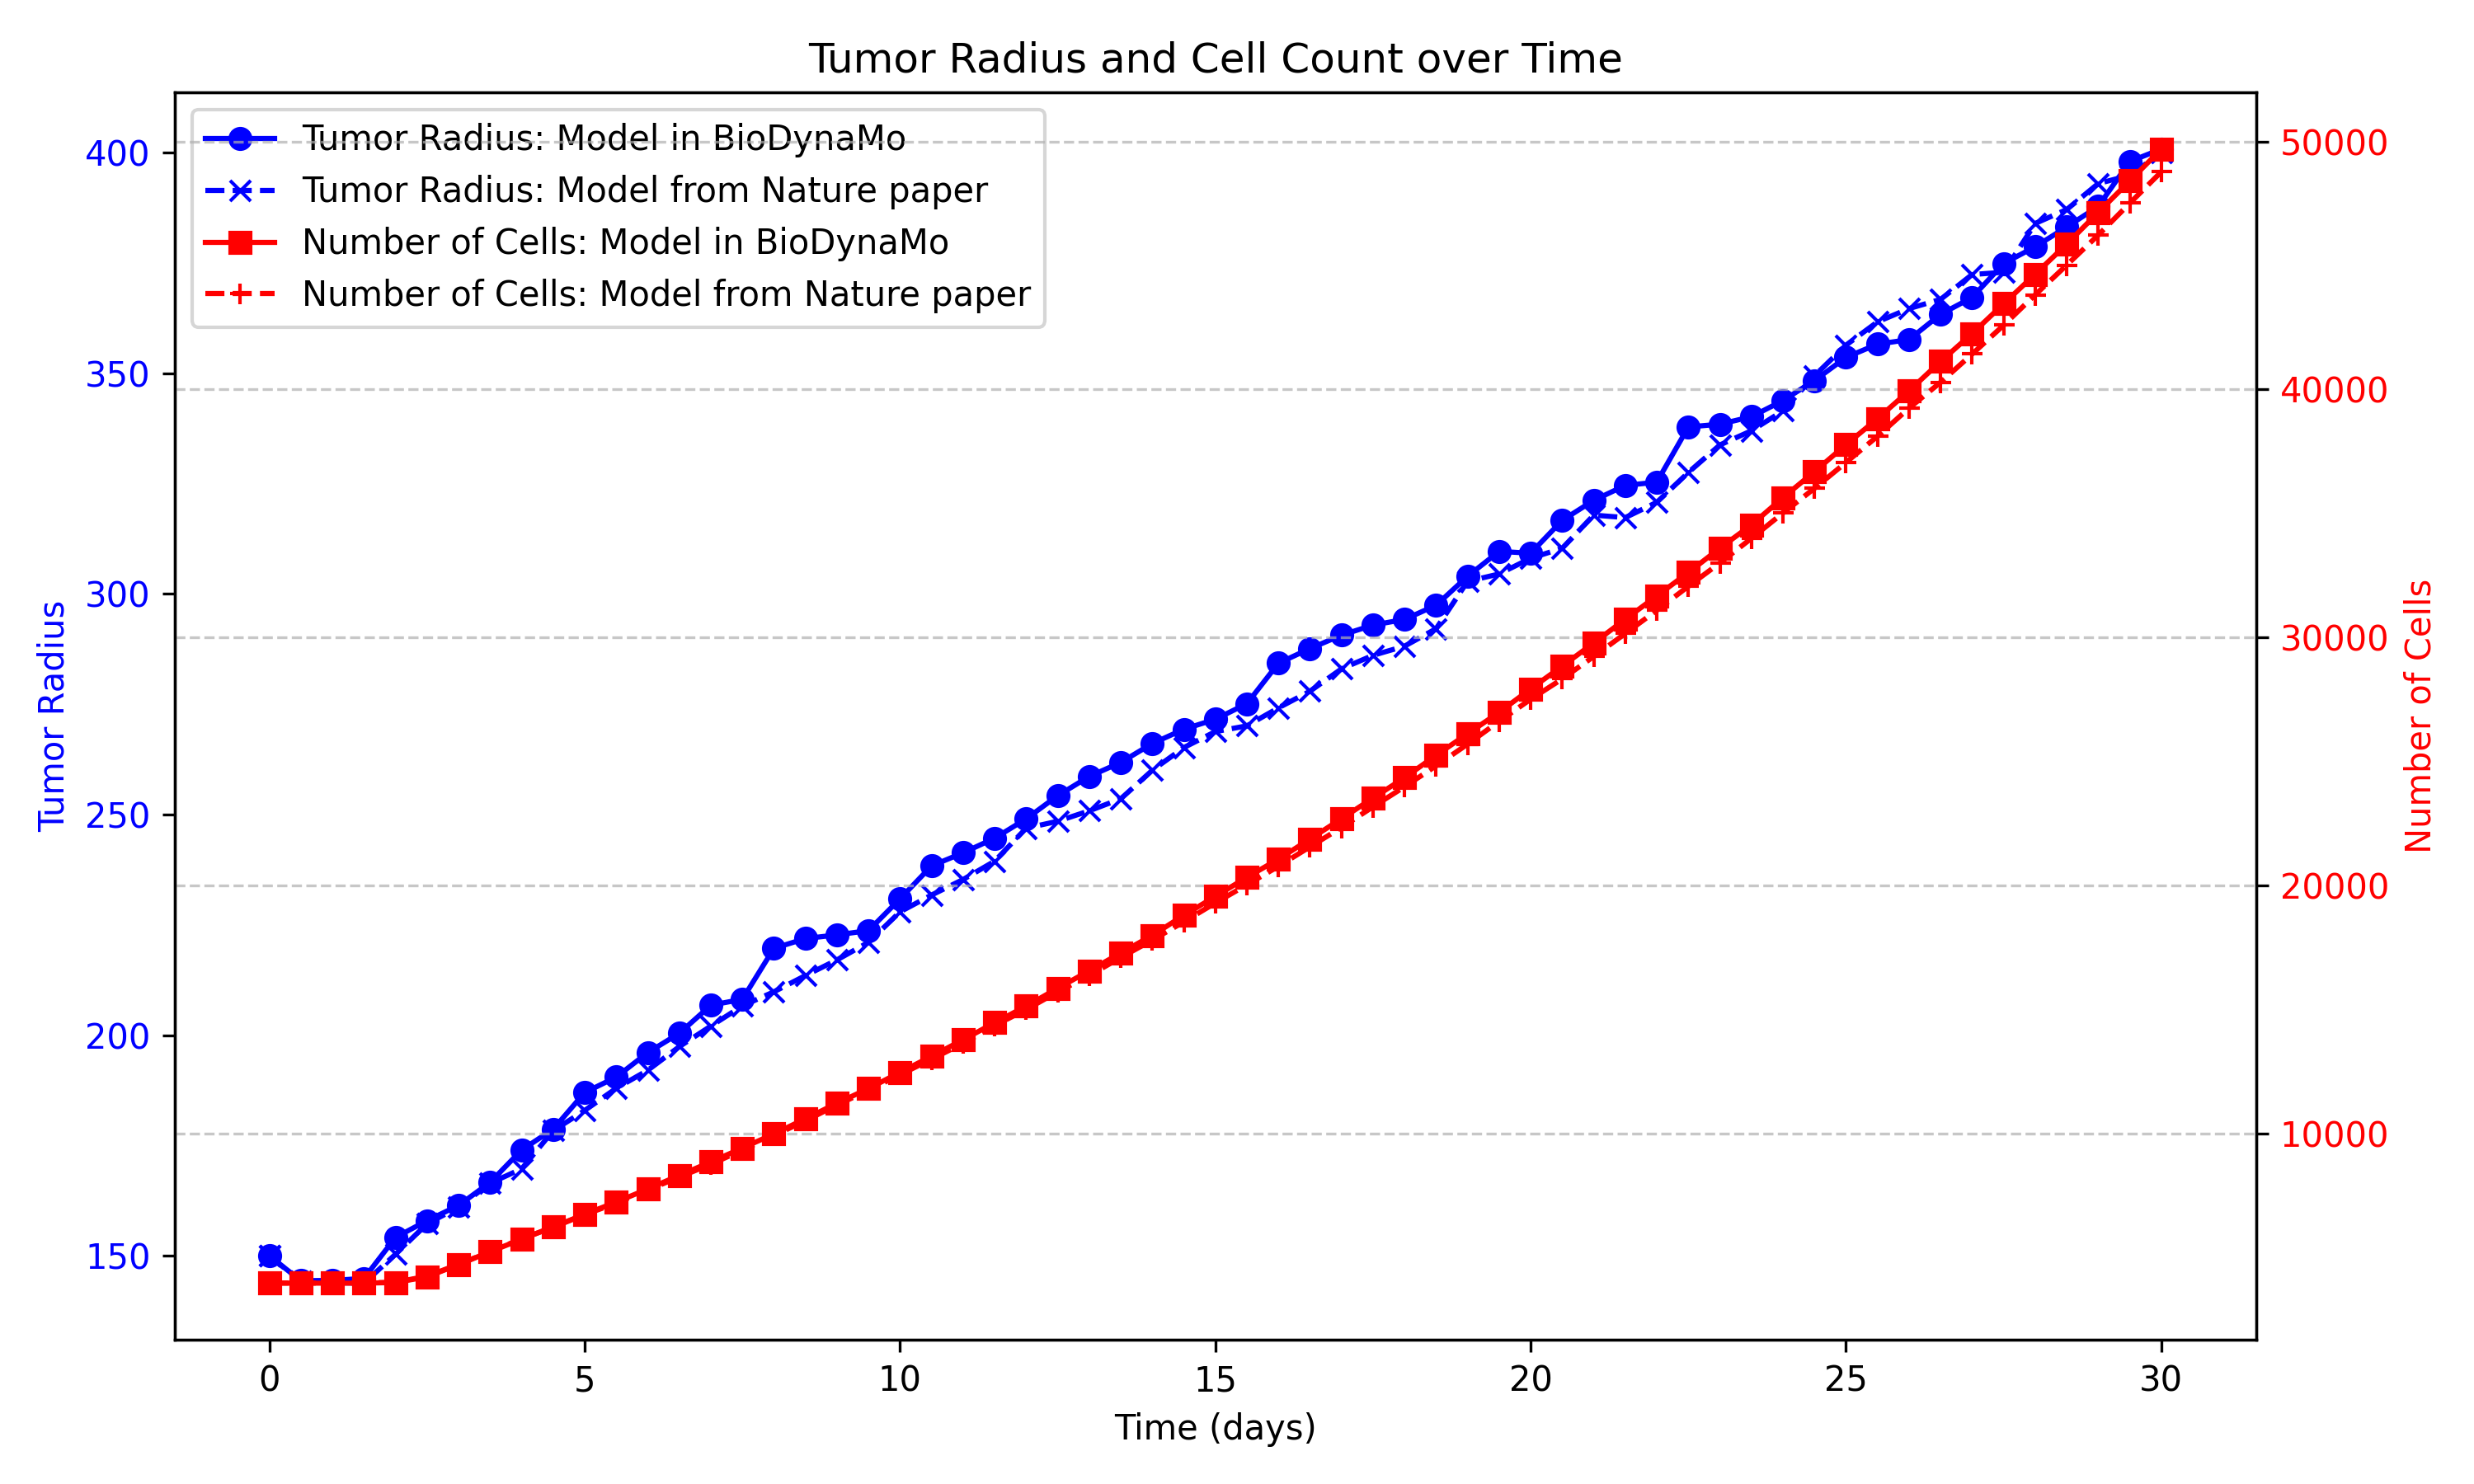 Tumor Radius and Cell Count over Time
Tumor Radius: Model in BioDynaMo
Tumor Radius: Model from Nature paper
Number of Cells: Model in BioDynaMo
Number of Cells: Model from Nature paper
400
350
300
250
200
150
Tumor Radius
50000
40000
30000
20000
10000
Number of Cells
0 5 10 15 20 25 30
Time (days)